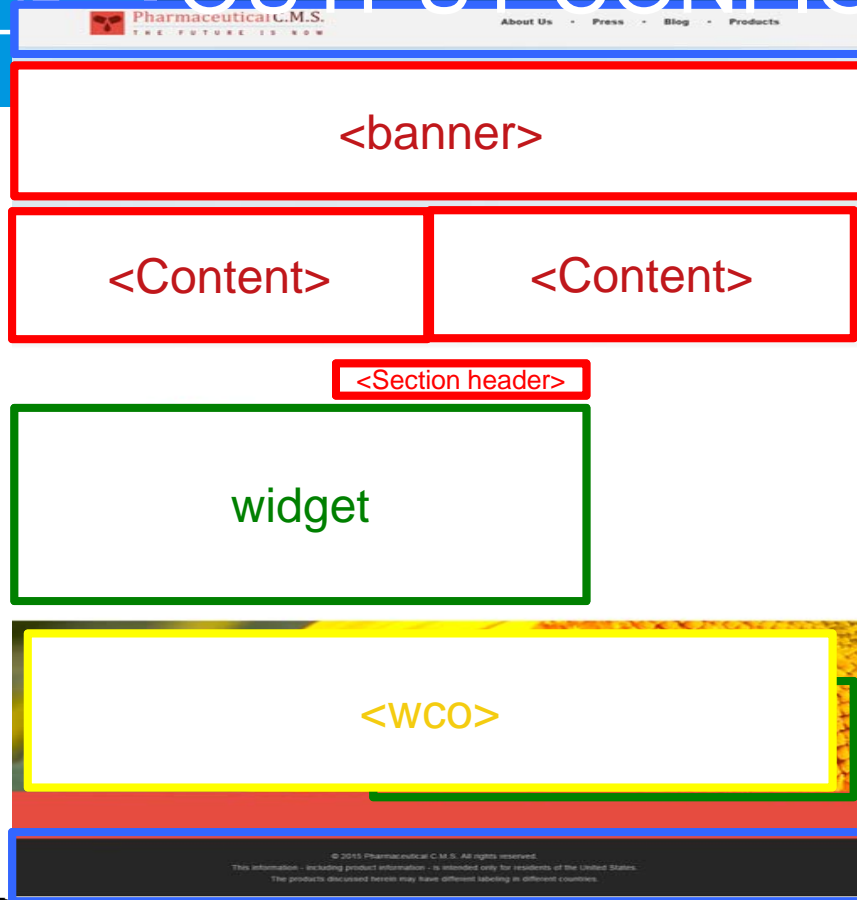 OUTPUT CONFIG
Pharmaceutical C.M.S.
THE FUTURE IS NOW
About Us - Press - Blog - Products
<banner>
<Content> <Content>
<Section header>
widget
<wco>
© 2015 Pharmaceutical C.M.S. All rights reserved.
This information - including product information - is intended only for residents of the United States.
The products discussed herein may have different labeling in different countries.